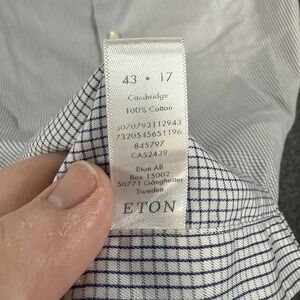 43 • 17
Cambridge
100% Cotton
3070793112943
7320545651196
845797
CA52439
Eton AB
Box 15002
50771 Gånghester
Sweden
ETON